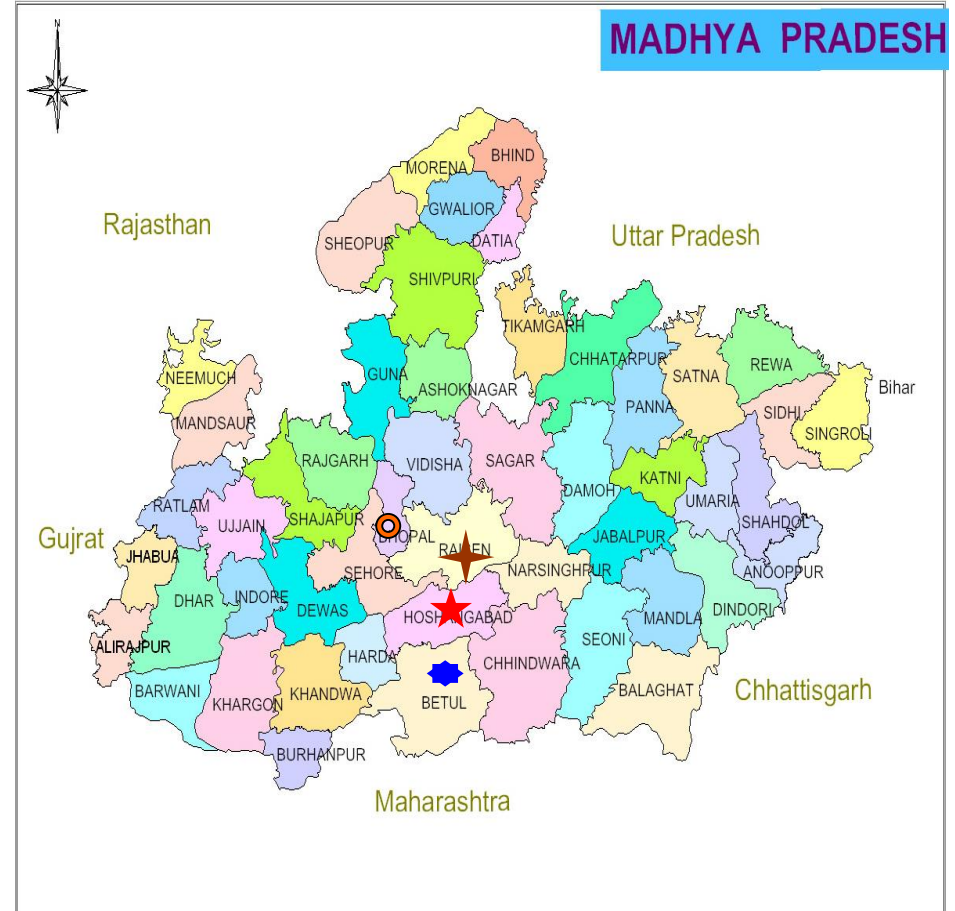 N
MADHYA PRADESH
BHIND
MORENA
GWALIOR
Rajasthan
Uttar Pradesh
SHEOPUR
DATIA
SHIVPURI
TIKAMGARH
CHHATARPUR
REWA
GUNA
SATNA
NEEMUCH
ASHOKNAGAR
Bihar
PANNA
SIDHI
MANDSAUR
SINGROLI
RAJGARH
VIDISHA
SAGAR
KATNI
DAMOH
UMARIA
RATLAM
SHAJAPUR
SHAHDOL
UJJAIN
Gujrat
BHOPAL
JABALPUR
RAISEN
JHABUA
SEHORE
NARSINGHPUR
ANOOPPUR
DHAR
INDORE
DEWAS
DINDORI
HOSHANGABAD
MANDLA
SEONI
ALIRAJPUR
HARDA
CHHINDWARA
BARWANI
KHANDWA
BALAGHAT
Chhattisgarh
KHARGON
BETUL
BURHANPUR
Maharashtra